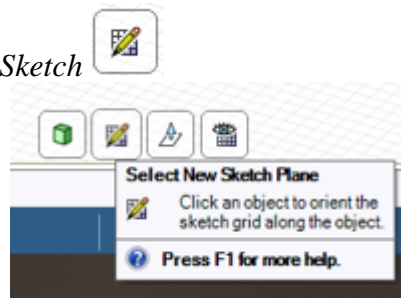 Sketch
Select New Sketch Plane
Click an object to orient the
sketch grid along the object.
Press F1 for more help.